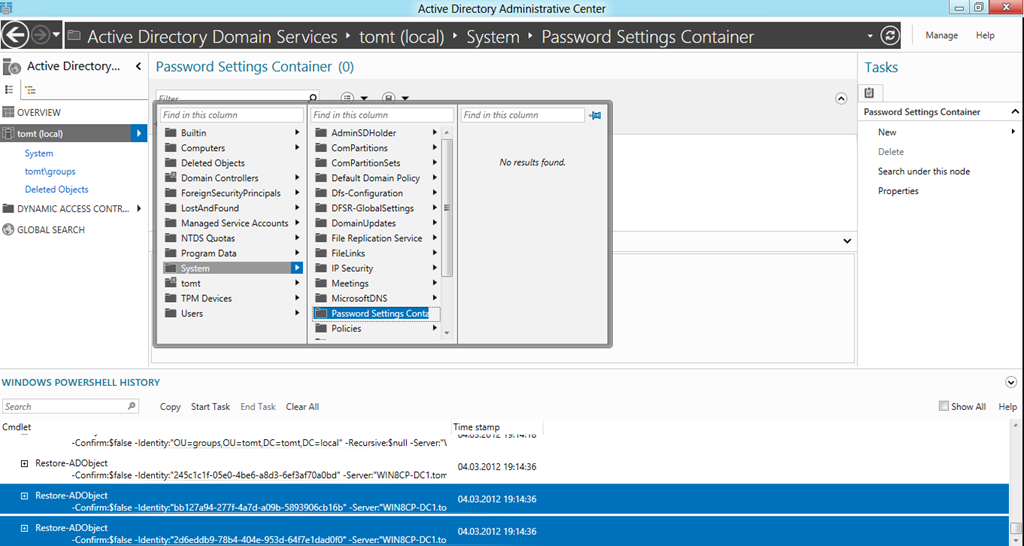 Active Directory Administrative Center
Active Directory Domain Services tomt (local) System Password Settings Container
Manage Help
Active Directory...
OVERVIEW
tomt (local)
System
tomt\groups
Deleted Objects
DYNAMIC ACCESS CONTR...
GLOBAL SEARCH
Password Settings Container (0)
Filter
Find in this column
Builtin
Computers
Deleted Objects
Domain Controllers
ForeignSecurityPrincipals
LostAndFound
Managed Service Accounts
NTDS Quotas
Program Data
System
tomt
TPM Devices
Users
Find in this column
AdminSDHolder
ComPartitions
ComPartitionSets
Default Domain Policy
Dfs-Configuration
DFSR-GlobalSettings
DomainUpdates
File Replication Service
FileLinks
IP Security
Meetings
MicrosoftDNS
Password Settings Conta
Policies
Find in this column
No results found.
Tasks
Password Settings Container
New
Delete
Search under this node
Properties
WINDOWS POWERSHELL HISTORY
Search Copy Start Task End Task Clear All Show All Help
Cmdlet Time stamp
-Confirm:$false -Identity:"OU=groups,OU=tomt,DC=tomt,DC=local" -Recursive:$null -Server:"\ 04.03.2012 19:14:18
Restore-ADObject
-Confirm:$false -Identity:"245c1c1f-05e0-4be6-a8d3-6ef3af70a0bd" -Server:"WIN8CP-DC1.tom 04.03.2012 19:14:36
Restore-ADObject
-Confirm:$false -Identity:"bb127a94-277f-4a7d-a09b-5893906cb16b" -Server:"WIN8CP-DC1.to 04.03.2012 19:14:36
Restore-ADObject
-Confirm:$false -Identity:"2d6eddb9-78b4-404e-953d-64f7e1dad0f0" -Server:"WIN8CP-DC1.to 04.03.2012 19:14:36